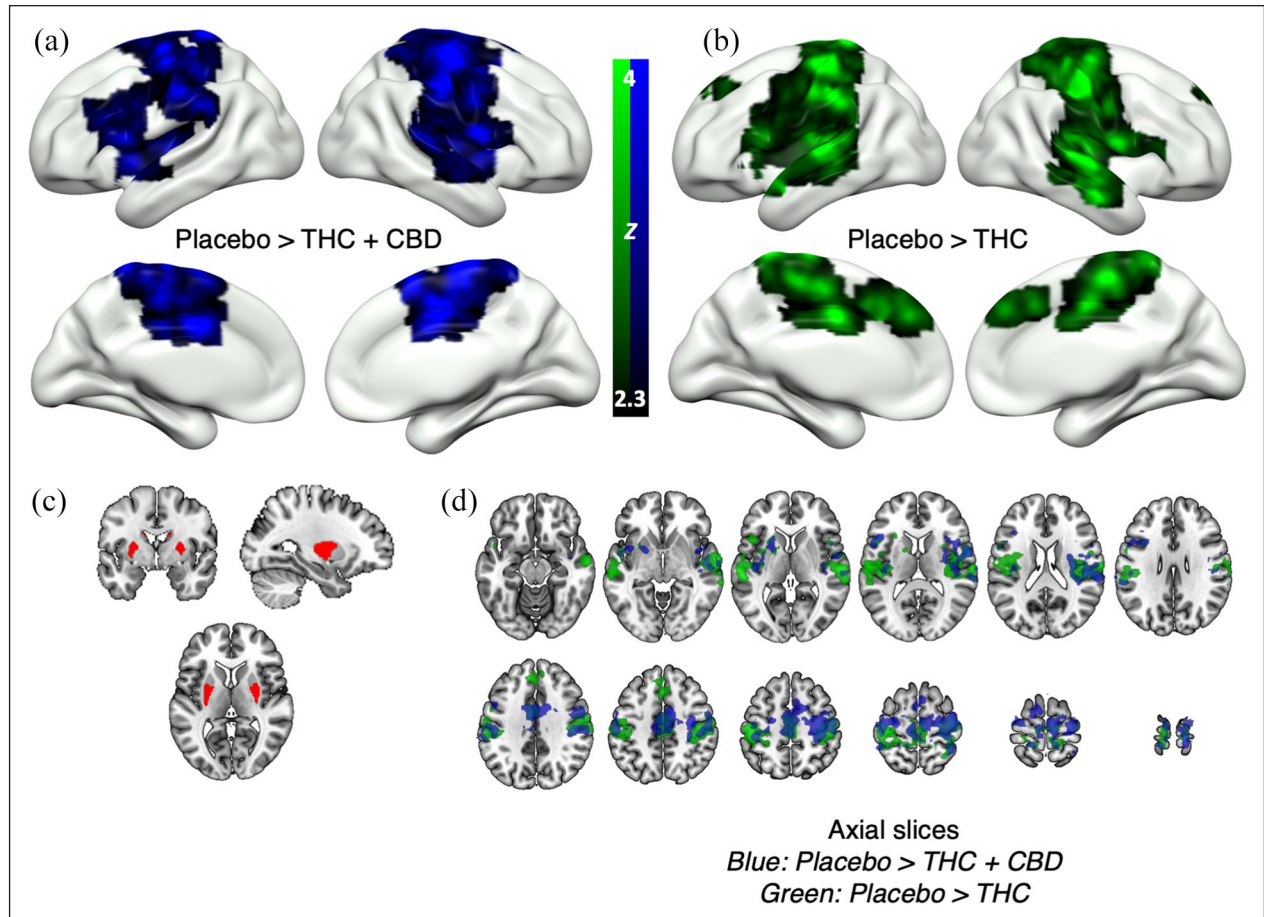 (a)
(b)
4
Z
2.3
Placebo > THC + CBD
Placebo > THC
(c)
(d)
Axial slices
Blue: Placebo > THC + CBD
Green: Placebo > THC